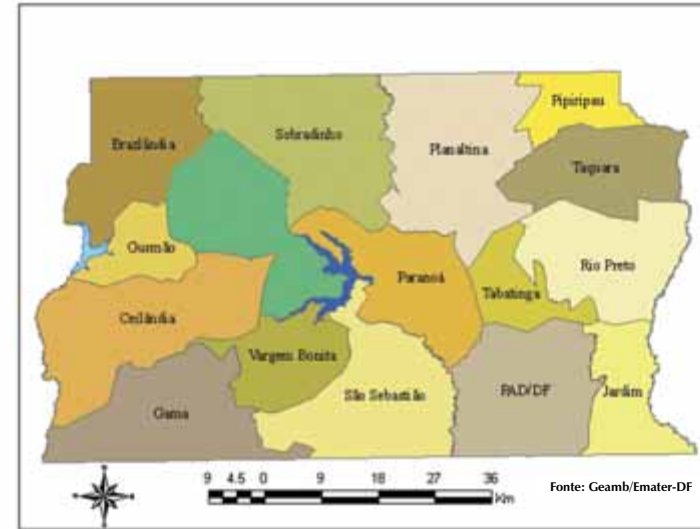 Pipiripau
Brazlândia
Sobradinho
Planaltina
Taquara
Ourmão
Paranoá
Rio Preto
Tabatinga
Ceilândia
Vargem Bonita
São Sebastião
PAD/DF
Jardim
Gama
9 4.5 0 9 18 27 36
Km
Fonte: Geamb/Emater-DF